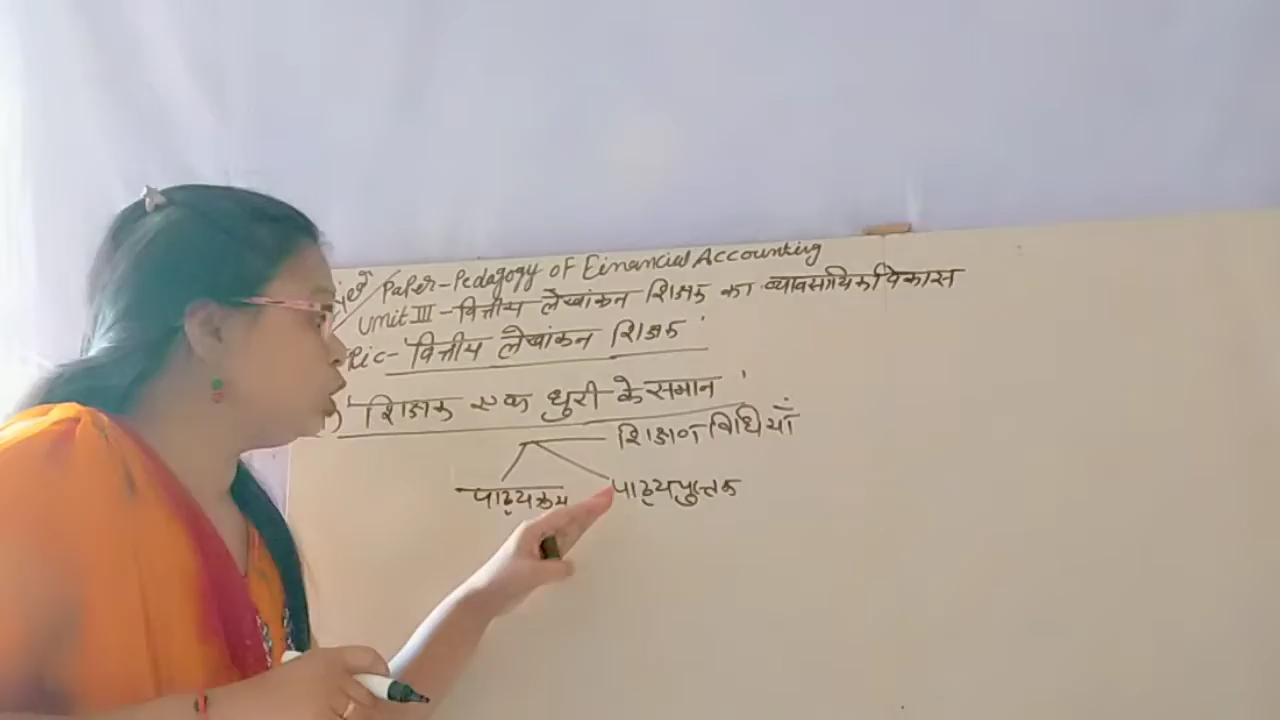 Paper-Pedagogy of Financial Accounting
Unit III-वित्तीय लेखांकन शिक्षक का व्यावसायिक विकास
वित्तीय लेखांकन शिक्षक
'शिक्षक एक धुरी के समान'
शिक्षण विधियाँ
पाठ्यक्रम पाठ्यपुस्तक